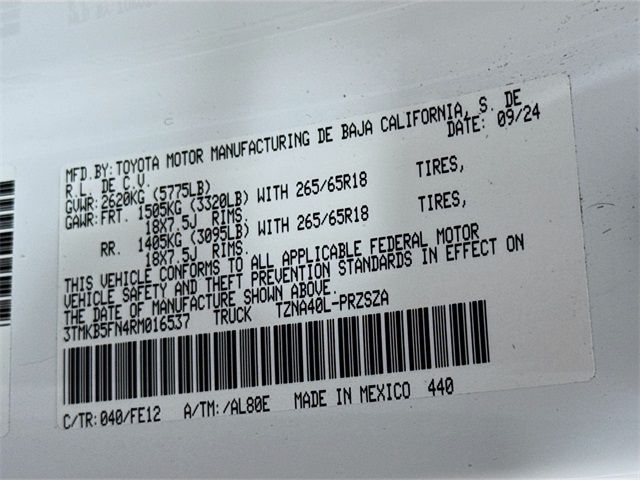 MFD.BY:TOYOTA MOTOR MANUFACTURING DE BAJA CALIFORNIA, S. DE
R.L. DE C.V. DATE: 09/24
GVWR:2620KG (5775LB)
GAWR:FRT. 1505KG (3320LB) WITH 265/65R18 TIRES,
18X7.5J RIMS.
RR. 1405KG (3095LB) WITH 265/65R18 TIRES,
18X7.5J RIMS.
THIS VEHICLE CONFORMS TO ALL APPLICABLE FEDERAL MOTOR
VEHICLE SAFETY AND THEFT PREVENTION STANDARDS IN EFFECT ON
THE DATE OF MANUFACTURE SHOWN ABOVE.
3TMKB5FN4RM016537 TRUCK TZNA40L-PRZSZA
C/TR:040/FE12 A/TM:/AL80E MADE IN MEXICO 440